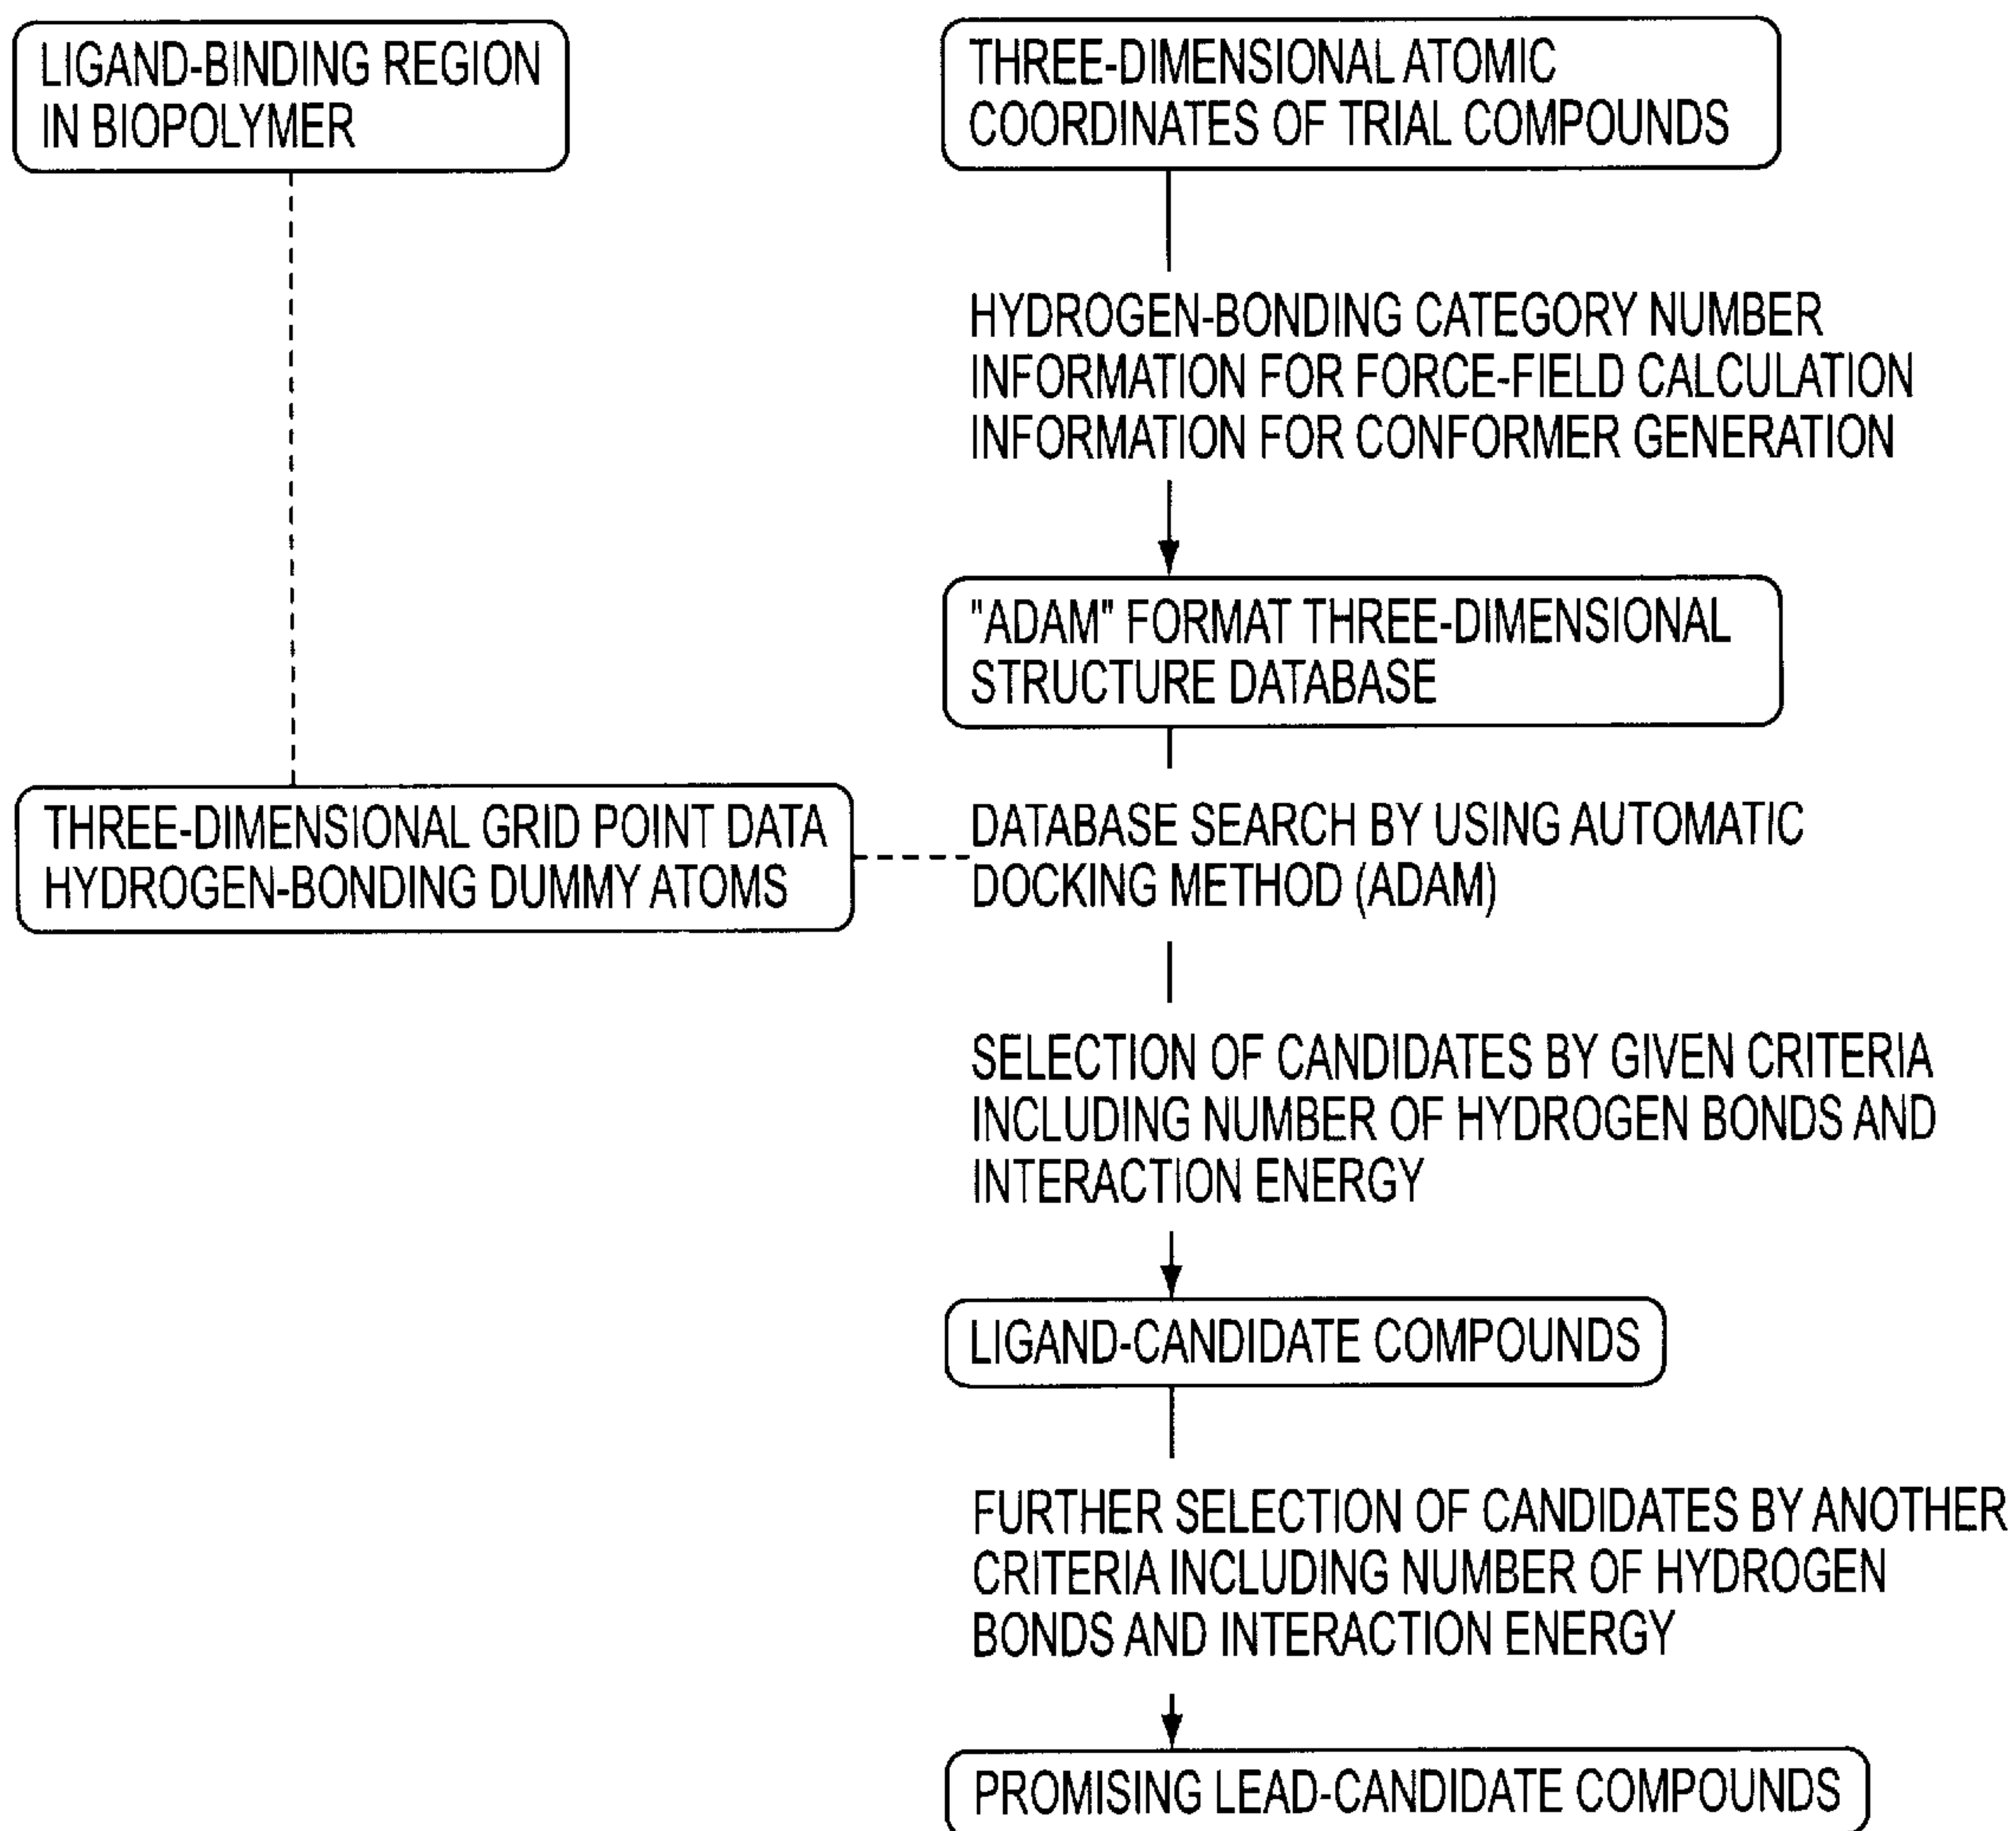 LIGAND-BINDING REGION
IN BIOPOLYMER
THREE-DIMENSIONAL ATOMIC
COORDINATES OF TRIAL COMPOUNDS
HYDROGEN-BONDING CATEGORY NUMBER
INFORMATION FOR FORCE-FIELD CALCULATION
INFORMATION FOR CONFORMER GENERATION
"ADAM" FORMAT THREE-DIMENSIONAL
STRUCTURE DATABASE
THREE-DIMENSIONAL GRID POINT DATA
HYDROGEN-BONDING DUMMY ATOMS
DATABASE SEARCH BY USING AUTOMATIC
DOCKING METHOD (ADAM)
SELECTION OF CANDIDATES BY GIVEN CRITERIA
INCLUDING NUMBER OF HYDROGEN BONDS AND
INTERACTION ENERGY
LIGAND-CANDIDATE COMPOUNDS
FURTHER SELECTION OF CANDIDATES BY ANOTHER
CRITERIA INCLUDING NUMBER OF HYDROGEN
BONDS AND INTERACTION ENERGY
PROMISING LEAD-CANDIDATE COMPOUNDS